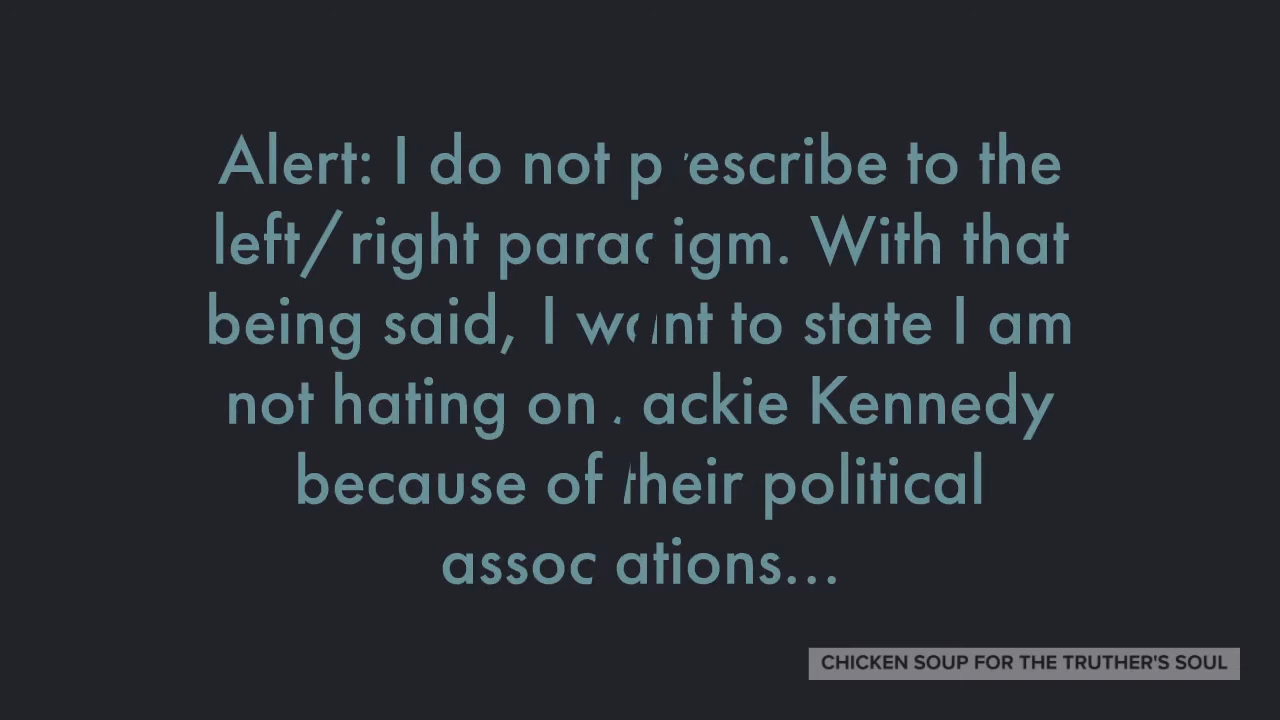 Alert: I do not prescribe to the
left/right paradigm. With that
being said, I want to state I am
not hating on Jackie Kennedy
because of their political
associations...
CHICKEN SOUP FOR THE TRUTHER'S SOUL